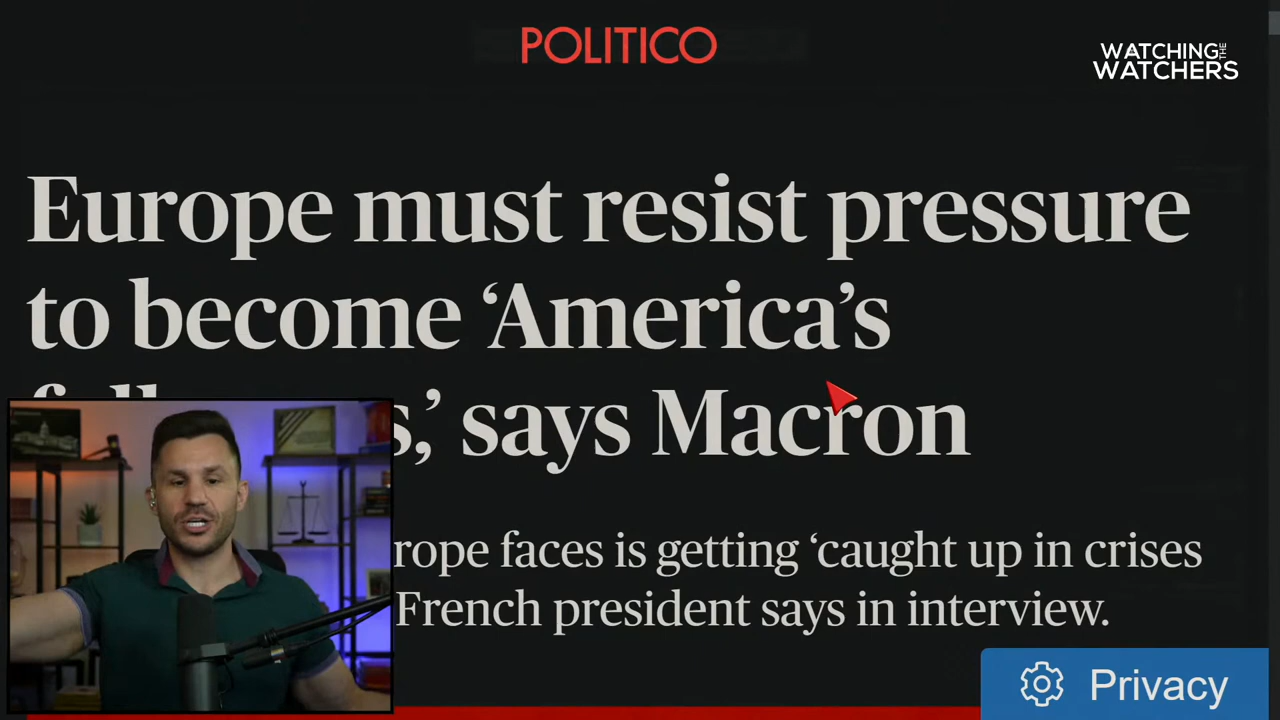 POLITICO
WATCHING THE
WATCHERS
Europe must resist pressure
to become ‘America’s
s,’ says Macron
rope faces is getting ‘caught up in crises
French president says in interview.
Privacy